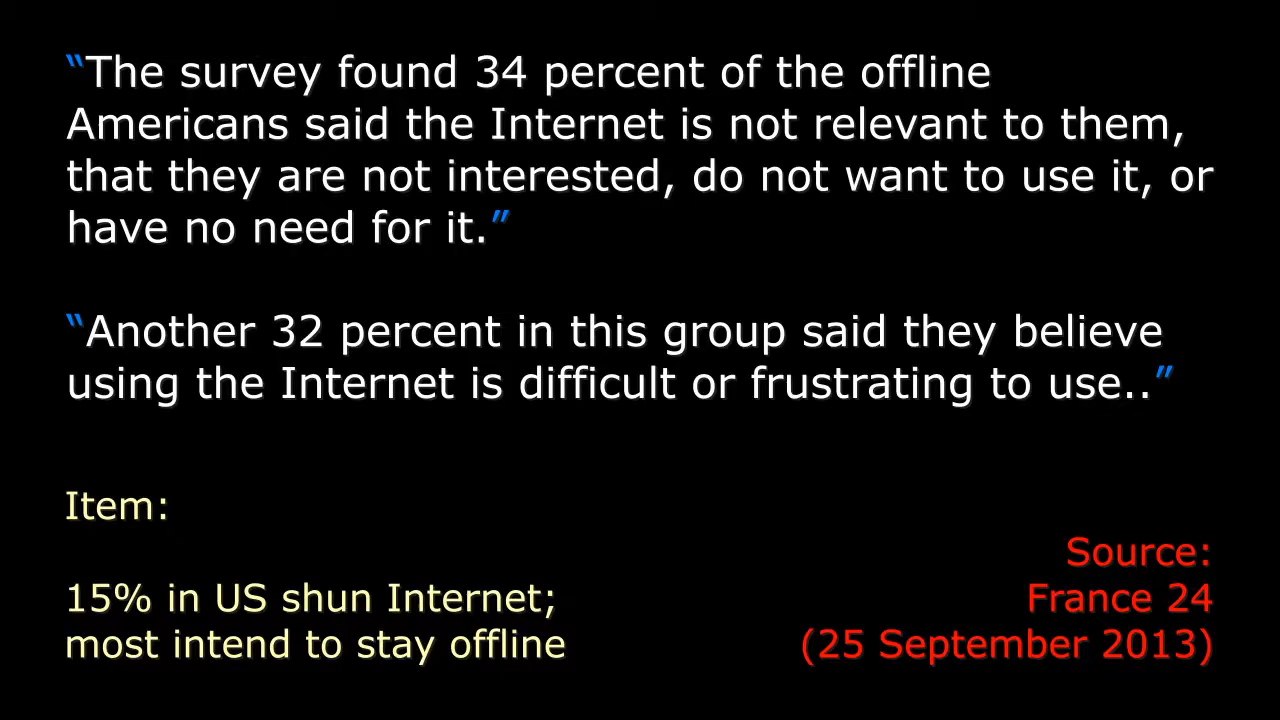 “The survey found 34 percent of the offline
Americans said the Internet is not relevant to them,
that they are not interested, do not want to use it, or
have no need for it.”
“Another 32 percent in this group said they believe
using the Internet is difficult or frustrating to use..”
Item:
15% in US shun Internet;
most intend to stay offline
Source:
France 24
(25 September 2013)